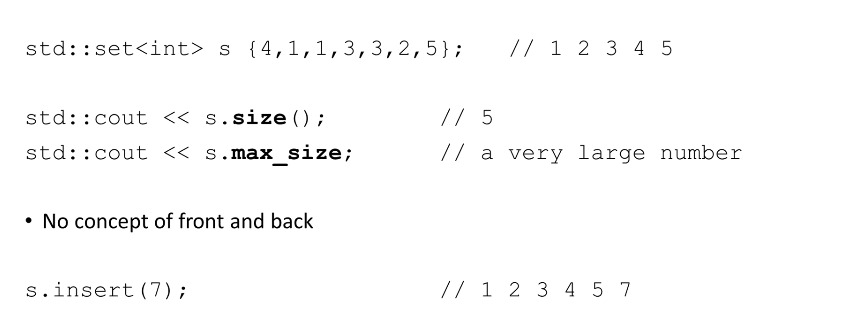 std::set<int> s {4,1,1,3,3,2,5};   // 1 2 3 4 5
std::cout << s.size();        // 5
std::cout << s.max_size;      // a very large number
• No concept of front and back
s.insert(7);                  // 1 2 3 4 5 7